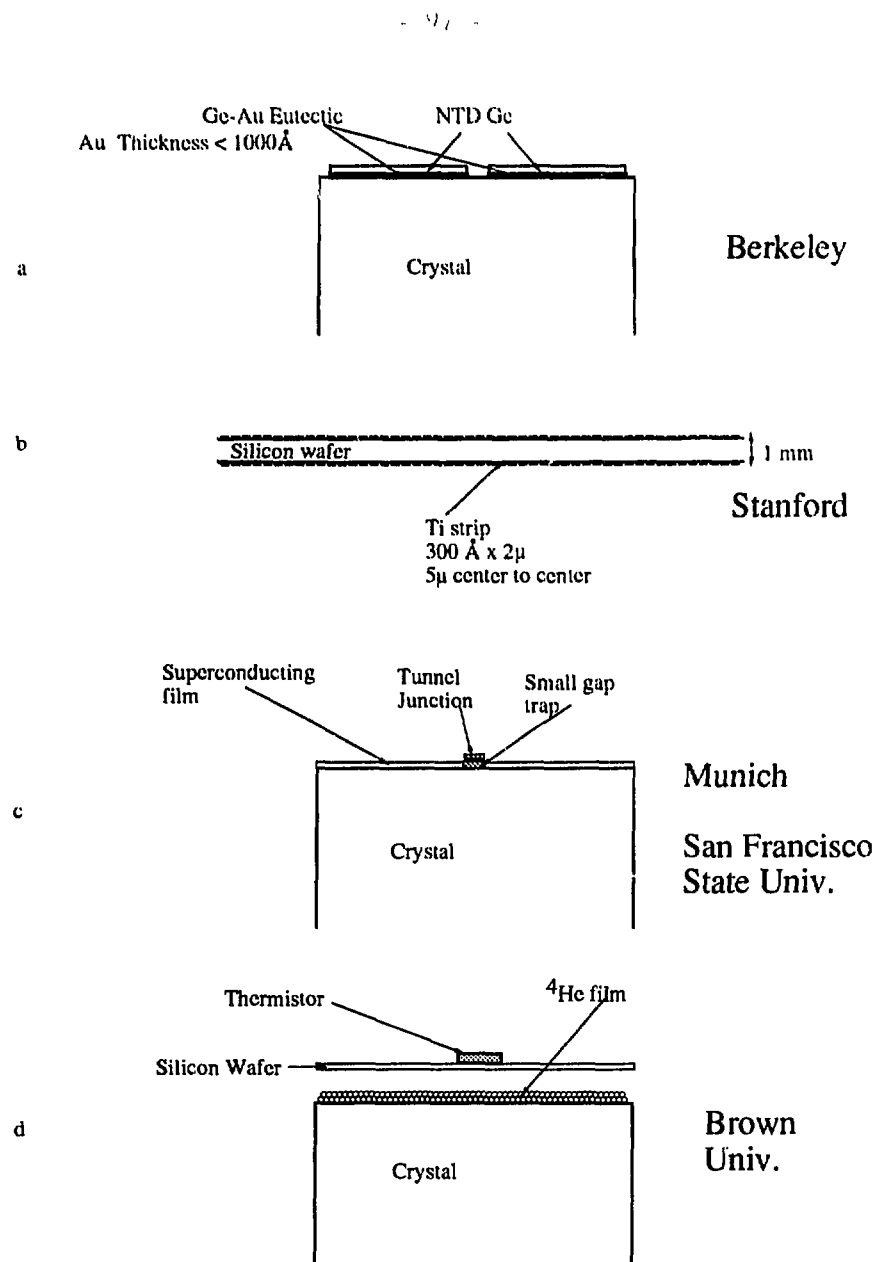 Ge-Au Eutectic
NTD Ge
Au Thickness < 1000Å
Berkeley
a
Crystal
b
Silicon wafer
1 mm
Stanford
Ti strip
300 Å x 2µ
5µ center to center
Superconducting
film
Tunnel
Junction
Small gap
trap
Munich
c
Crystal
San Francisco
State Univ.
Thermistor
4He film
Silicon Wafer
d
Brown
Univ.
Crystal